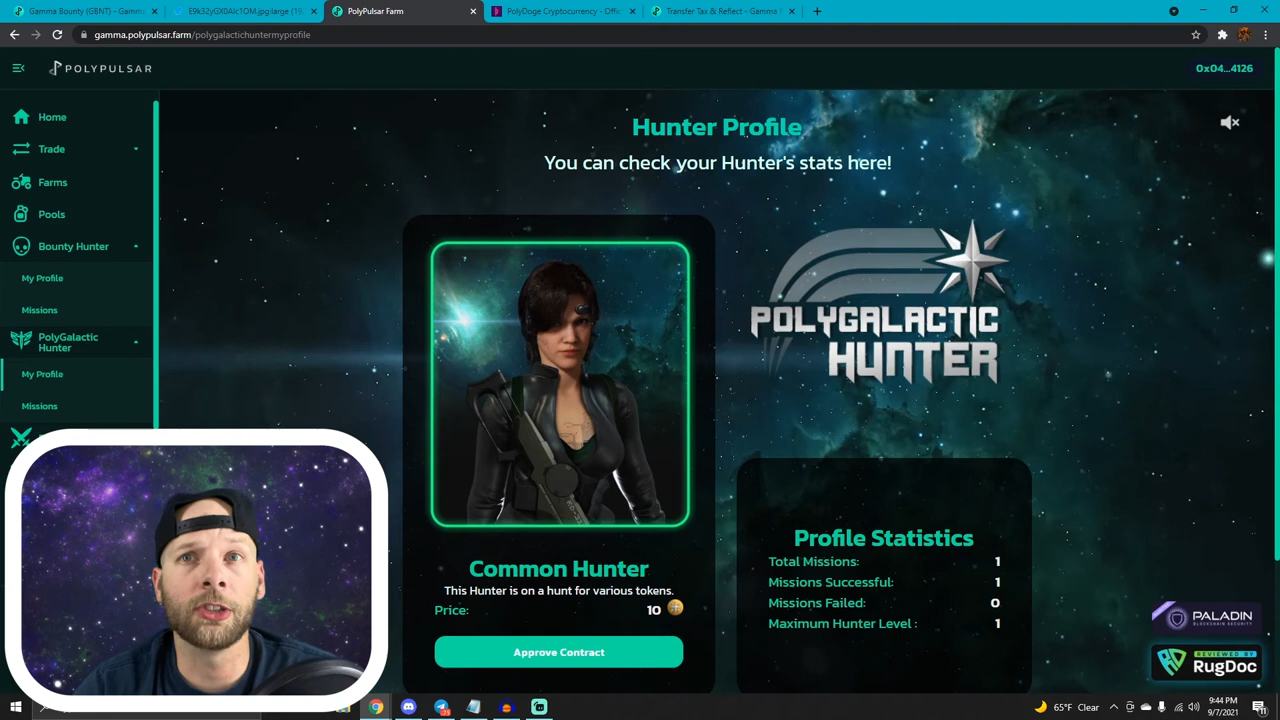 Gamma Bounty (GBNT) - Gamma
E9k32yGX0AIc1OM.jpg:large (19
PolyPulsar Farm
PolyDoge Cryptocurrency - Offic
Transfer Tax & Reflect - Gamma
gamma.polypulsar.farm/polygalactichuntermyprofile
POLYPULSAR
0x04...4126
Home
Trade
Farms
Pools
Bounty Hunter
My Profile
Missions
PolyGalactic
Hunter
My Profile
Missions
Hunter Profile
You can check your Hunter's stats here!
POLYGALACTIC
HUNTER
Common Hunter
This Hunter is on a hunt for various tokens.
Price: 10
Approve Contract
Profile Statistics
Total Missions: 1
Missions Successful: 1
Missions Failed: 0
Maximum Hunter Level : 1
PALADIN
BLOCKCHAIN SECURITY
REVIEWED BY
RugDoc
65°F Clear
9:44 PM
9/7/2021